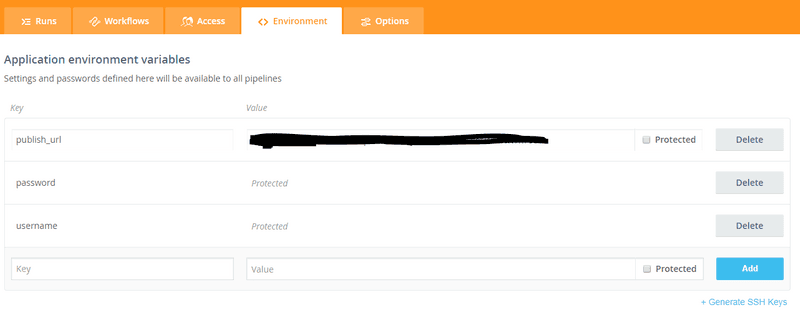 Runs Workflows Access Environment Options
Application environment variables
Settings and passwords defined here will be available to all pipelines
Key Value
publish_url Protected Delete
password Protected Delete
username Protected Delete
Key Value Protected Add
+ Generate SSH Keys